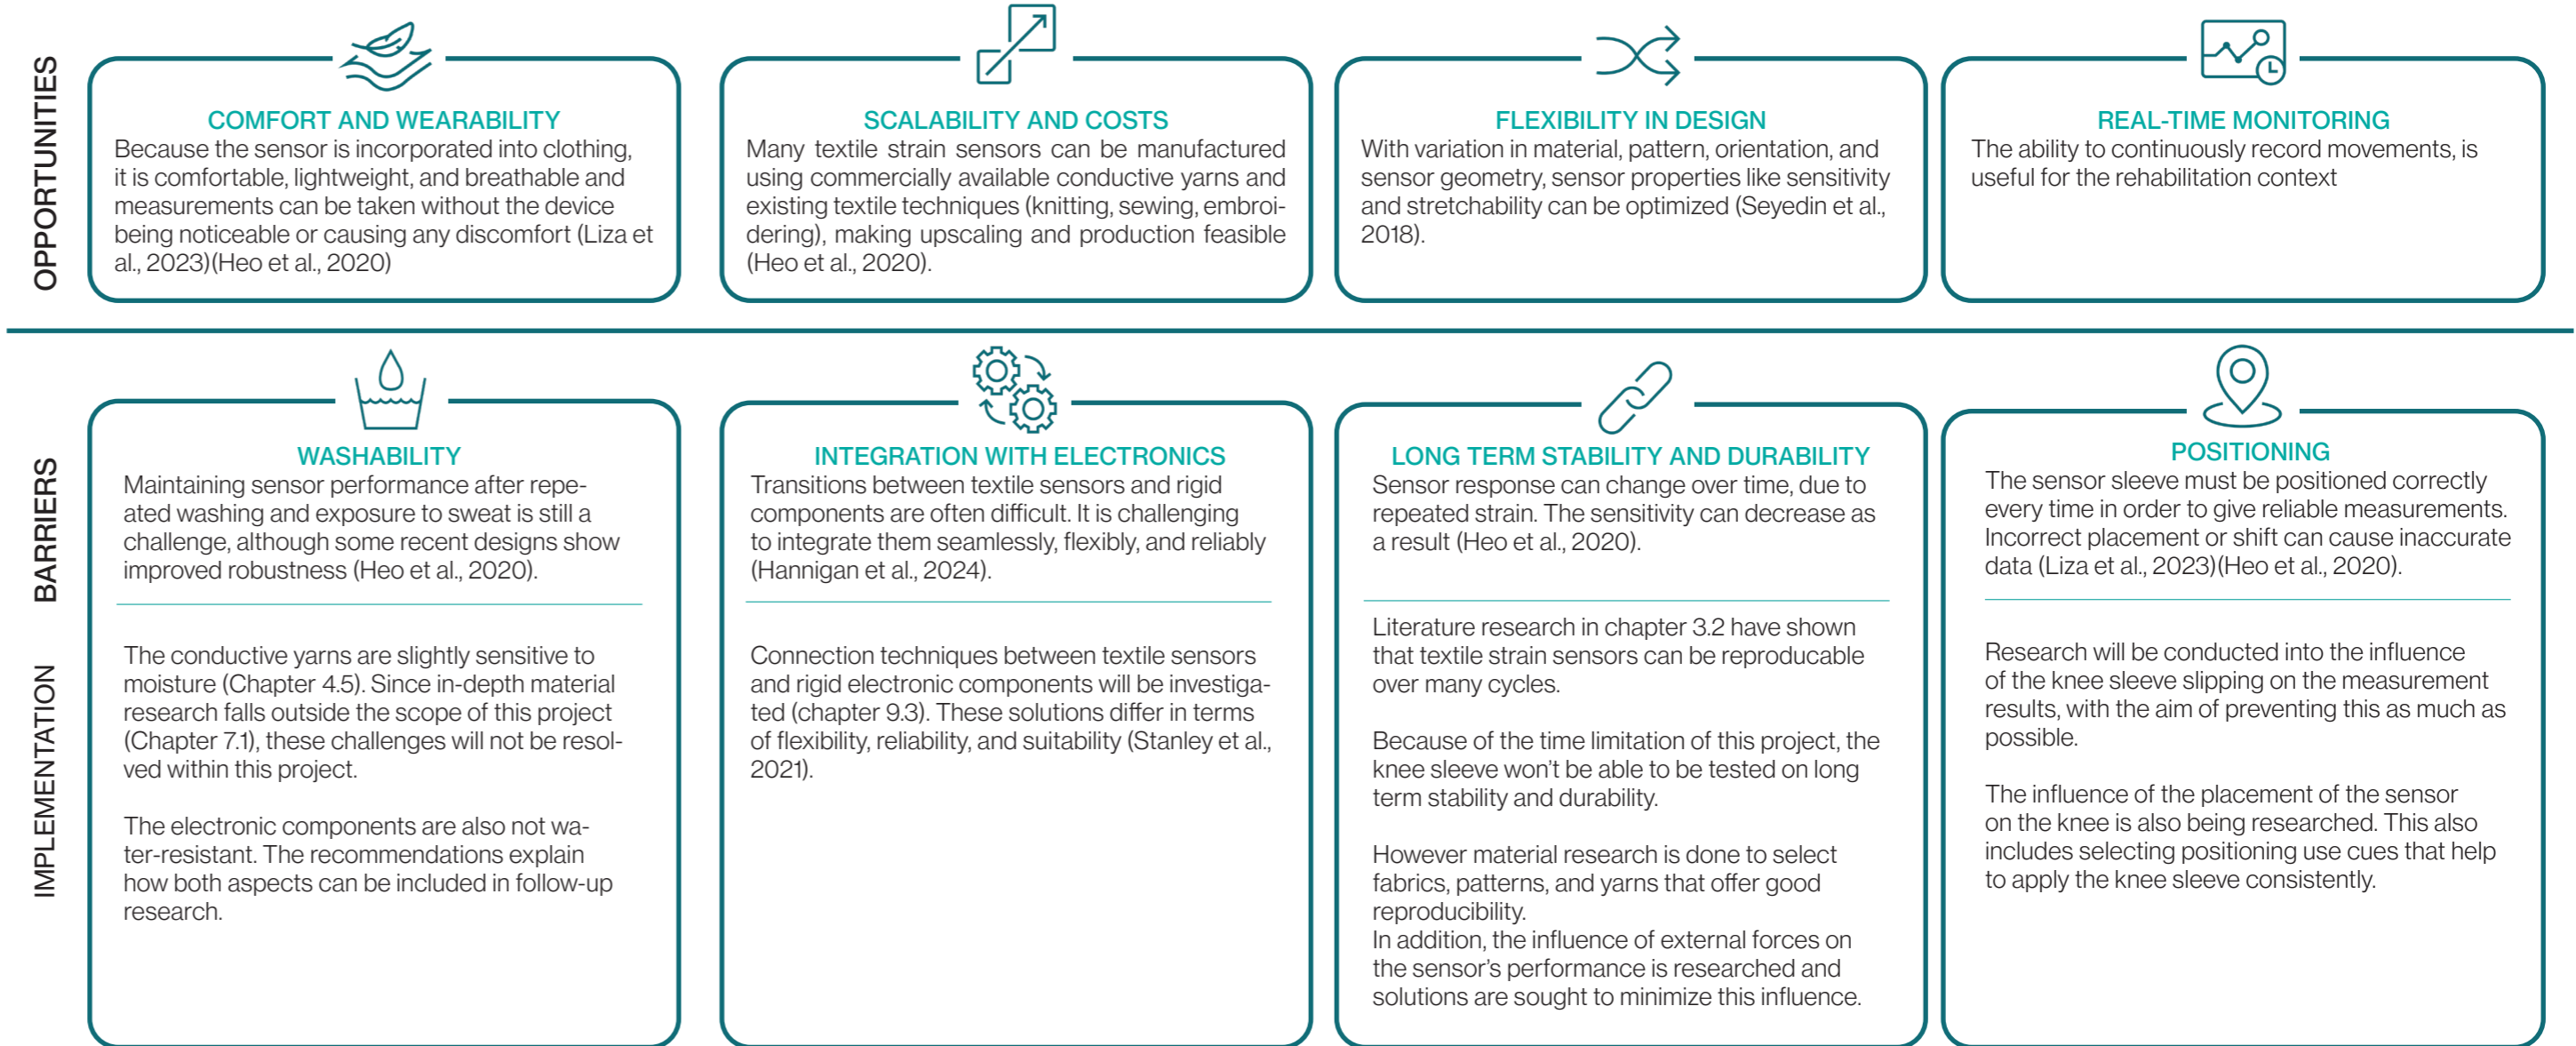 OPPORTUNITIES
COMFORT AND WEARABILITY
Because the sensor is incorporated into clothing,
it is comfortable, lightweight, and breathable and
measurements can be taken without the device
being noticeable or causing any discomfort (Liza et
al., 2023)(Heo et al., 2020)
SCALABILITY AND COSTS
Many textile strain sensors can be manufactured
using commercially available conductive yarns and
existing textile techniques (knitting, sewing, embroi-
dering), making upscaling and production feasible
(Heo et al., 2020).
FLEXIBILITY IN DESIGN
With variation in material, pattern, orientation, and
sensor geometry, sensor properties like sensitivity
and stretchability can be optimized (Seyedin et al.,
2018).
REAL-TIME MONITORING
The ability to continuously record movements, is
useful for the rehabilitation context
BARRIERS
WASHABILITY
Maintaining sensor performance after repe-
ated washing and exposure to sweat is still a
challenge, although some recent designs show
improved robustness (Heo et al., 2020).
INTEGRATION WITH ELECTRONICS
Transitions between textile sensors and rigid
components are often difficult. It is challenging
to integrate them seamlessly, flexibly, and reliably
(Hannigan et al., 2024).
LONG TERM STABILITY AND DURABILITY
Sensor response can change over time, due to
repeated strain. The sensitivity can decrease as
a result (Heo et al., 2020).
POSITIONING
The sensor sleeve must be positioned correctly
every time in order to give reliable measurements.
Incorrect placement or shift can cause inaccurate
data (Liza et al., 2023)(Heo et al., 2020).
IMPLEMENTATION
The conductive yarns are slightly sensitive to
moisture (Chapter 4.5). Since in-depth material
research falls outside the scope of this project
(Chapter 7.1), these challenges will not be resol-
ved within this project.
The electronic components are also not wa-
ter-resistant. The recommendations explain
how both aspects can be included in follow-up
research.
Connection techniques between textile sensors
and rigid electronic components will be investiga-
ted (chapter 9.3). These solutions differ in terms
of flexibility, reliability, and suitability (Stanley et al.,
2021).
Literature research in chapter 3.2 have shown
that textile strain sensors can be reproducable
over many cycles.
Because of the time limitation of this project, the
knee sleeve won't be able to be tested on long
term stability and durability.
However material research is done to select
fabrics, patterns, and yarns that offer good
reproducibility.
In addition, the influence of external forces on
the sensor's performance is researched and
solutions are sought to minimize this influence.
Research will be conducted into the influence
of the knee sleeve slipping on the measurement
results, with the aim of preventing this as much as
possible.
The influence of the placement of the sensor
on the knee is also being researched. This also
includes selecting positioning use cues that help
to apply the knee sleeve consistently.